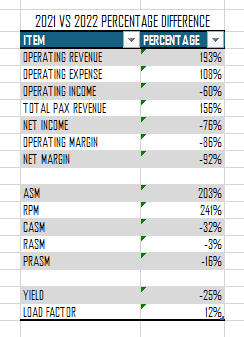 2021 VS 2022 PERCENTAGE DIFFERENCE
ITEM PERCENTAGE
OPERATING REVENUE 193%
OPERATING EXPENSE 108%
OPERATING INCOME -60%
TOTAL PAX REVENUE 156%
NET INCOME -76%
OPERATING MARGIN -86%
NET MARGIN -92%
ASM 203%
RPM 241%
CASM -32%
RASM -3%
PRASM -16%
YIELD -25%
LOAD FACTOR 12%